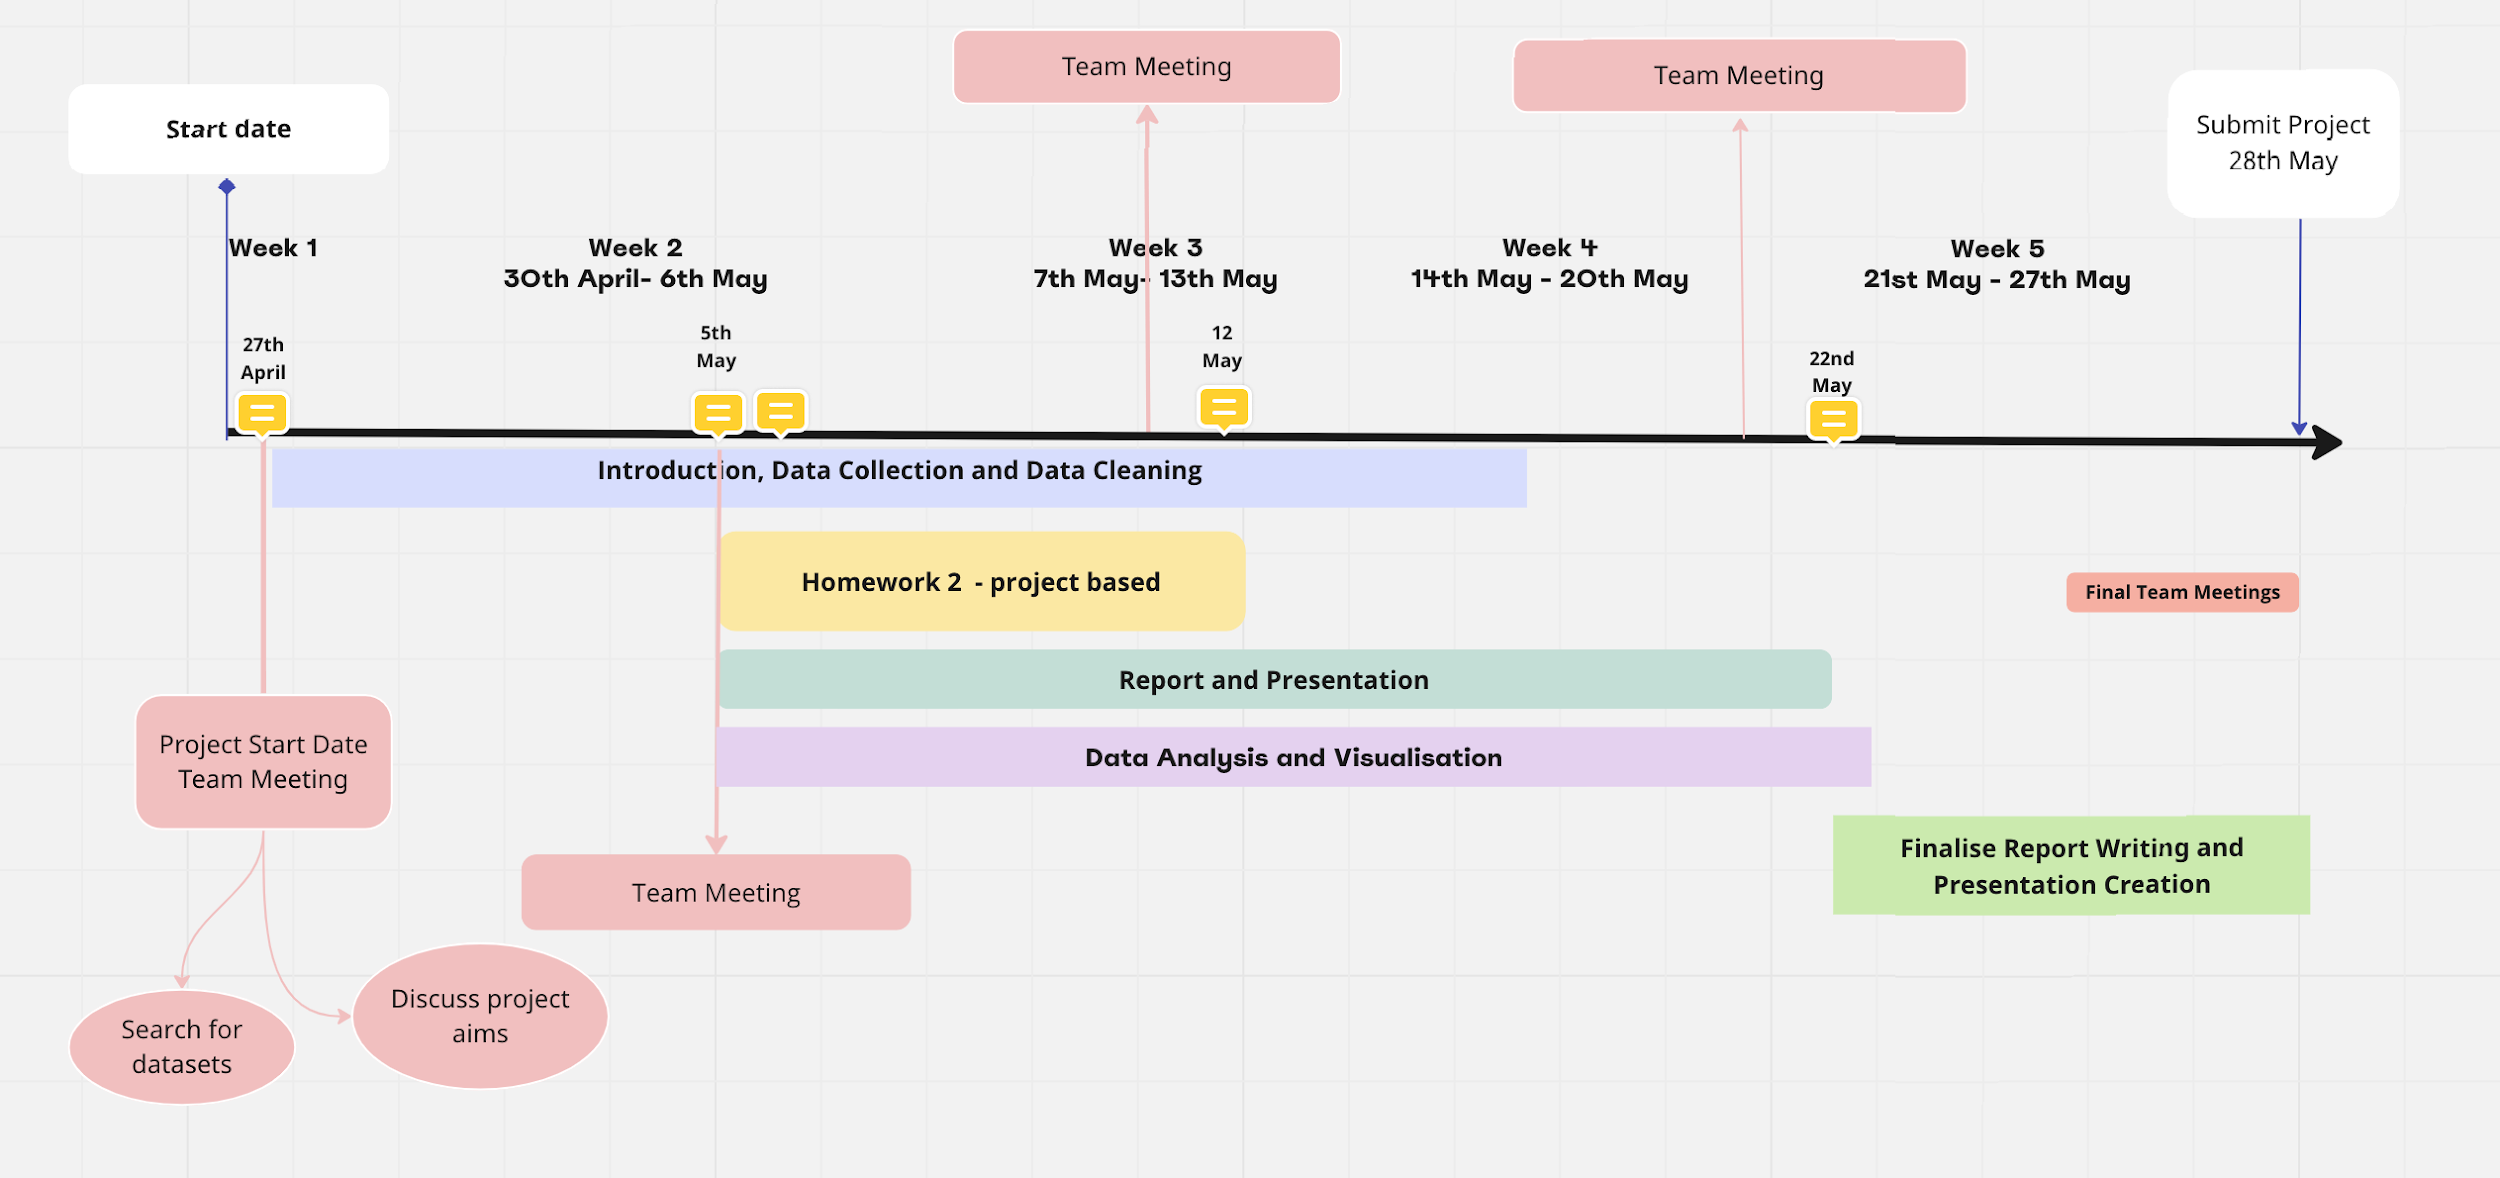 Team Meeting
Team Meeting
Start date
Submit Project
28th May
Week 1
Week 2
30th April- 6th May
Week 3
7th May- 13th May
Week 4
14th May - 20th May
Week 5
21st May - 27th May
27th
April
5th
May
12
May
22nd
May
Introduction, Data Collection and Data Cleaning
Homework 2  - project based
Final Team Meetings
Report and Presentation
Project Start Date
Team Meeting
Data Analysis and Visualisation
Finalise Report Writing and
Presentation Creation
Team Meeting
Discuss project
aims
Search for
datasets